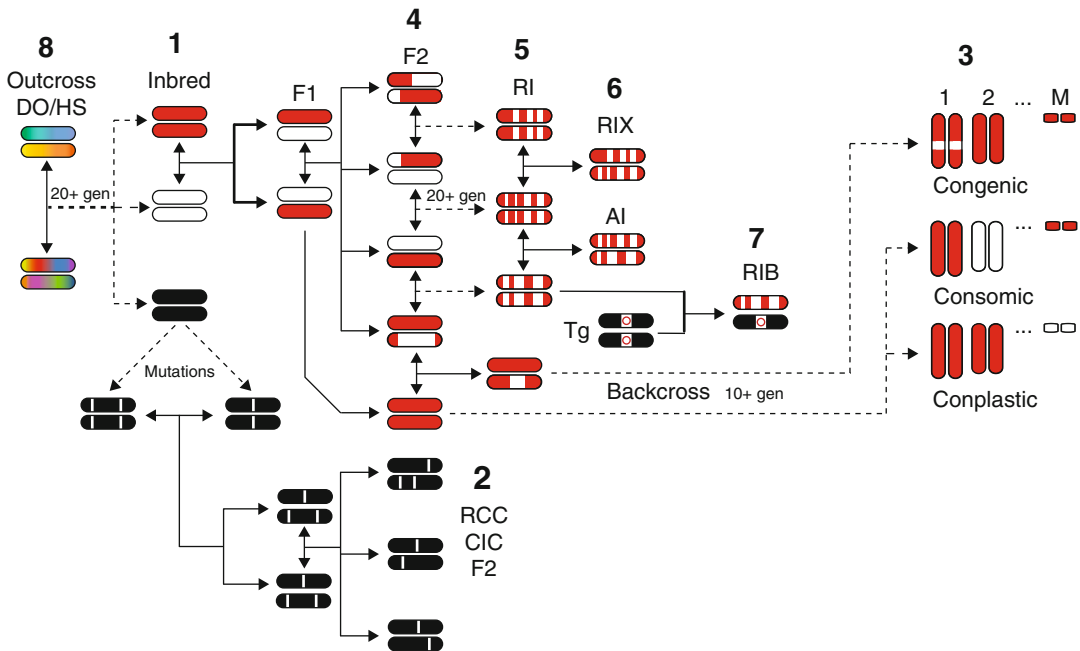 8
Outcross
DO/HS
1
Inbred
20+ gen
F1
4
F2
5
RI
20+ gen
6
RIX
AI
7
RIB
Tg
3
1 2 ... M
Congenic
...
Consomic
...
Conplastic
Backcross 10+ gen
Mutations
2
RCC
CIC
F2